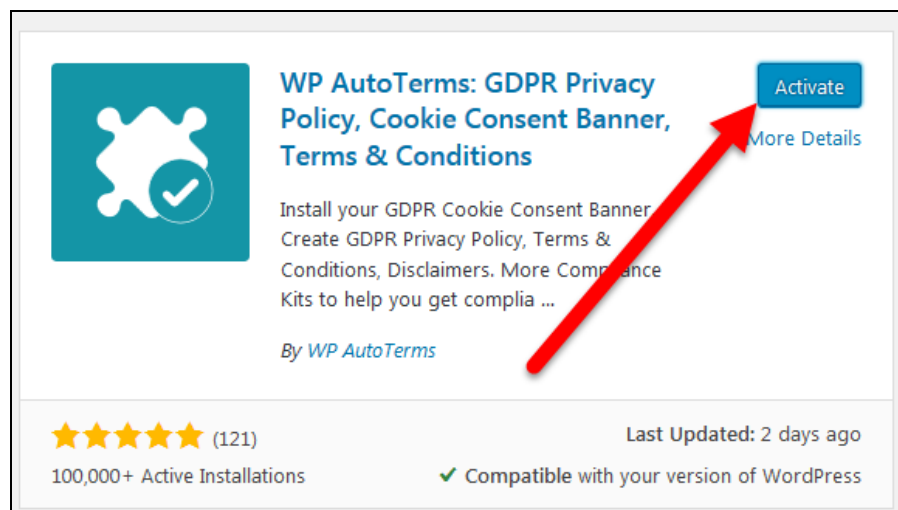 WP AutoTerms: GDPR Privacy
Policy, Cookie Consent Banner,
Terms & Conditions
Activate
More Details
Install your GDPR Cookie Consent Banner.
Create GDPR Privacy Policy, Terms &
Conditions, Disclaimers. More Compliance
Kits to help you get complia ...
By WP AutoTerms
(121)
Last Updated: 2 days ago
100,000+ Active Installations
Compatible with your version of WordPress